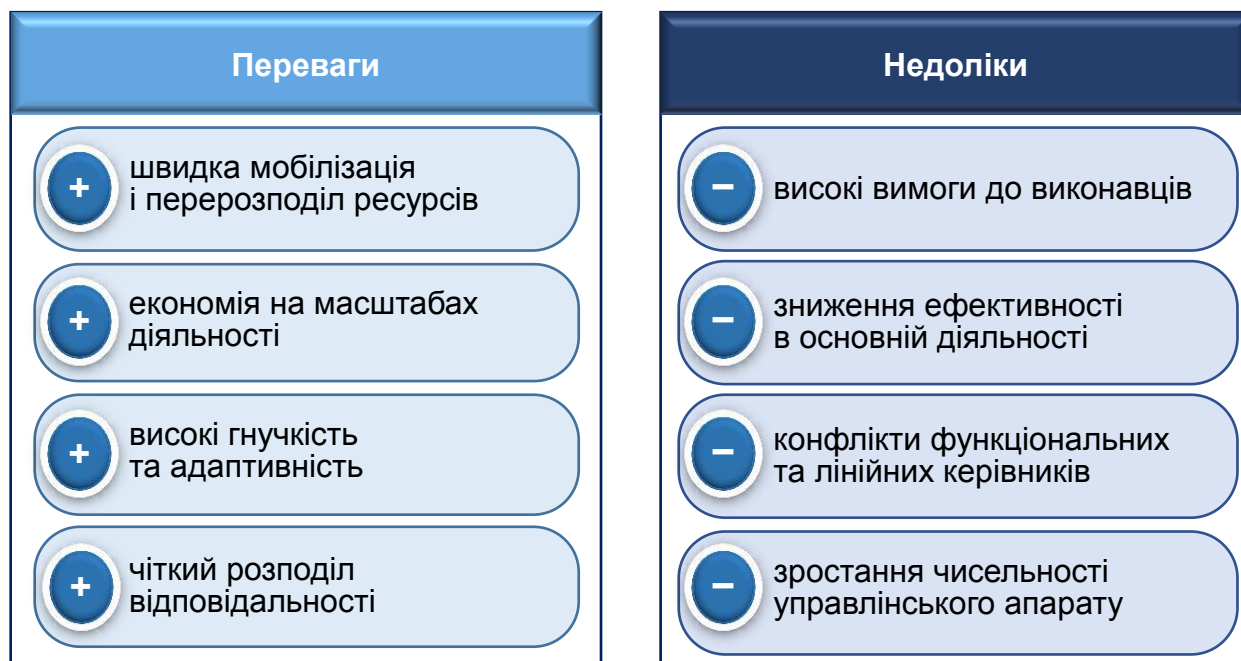 Переваги
+
швидка мобілізація
і перерозподіл ресурсів
+
економія на масштабах
діяльності
+
високі гнучкість
та адаптивність
+
чіткий розподіл
відповідальності
Недоліки
−
високі вимоги до виконавців
−
зниження ефективності
в основній діяльності
−
конфлікти функціональних
та лінійних керівників
−
зростання чисельності
управлінського апарату